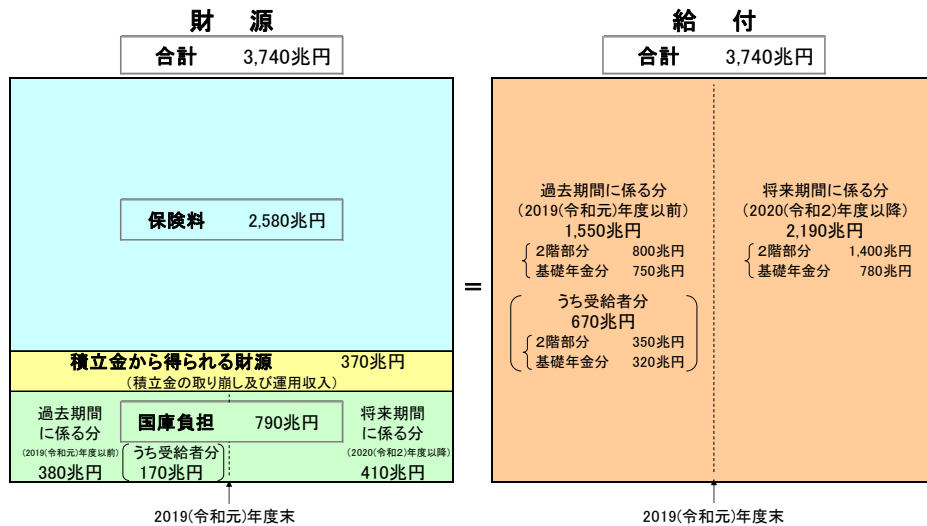 財 源
合計 3,740兆円
保険料 2,580兆円
積立金から得られる財源 370兆円
(積立金の取り崩し及び運用収入)
過去期間
に係る分
(2019(令和元)年度以前)
380兆円
国庫負担 790兆円
うち受給者分
170兆円
将来期間
に係る分
(2020(令和2)年度以降)
410兆円
2019(令和元)年度末
=
給 付
合計 3,740兆円
過去期間に係る分
(2019(令和元)年度以前)
1,550兆円
2階部分 800兆円
基礎年金分 750兆円
うち受給者分
670兆円
2階部分 350兆円
基礎年金分 320兆円
将来期間に係る分
(2020(令和2)年度以降)
2,190兆円
2階部分 1,400兆円
基礎年金分 780兆円
2019(令和元)年度末